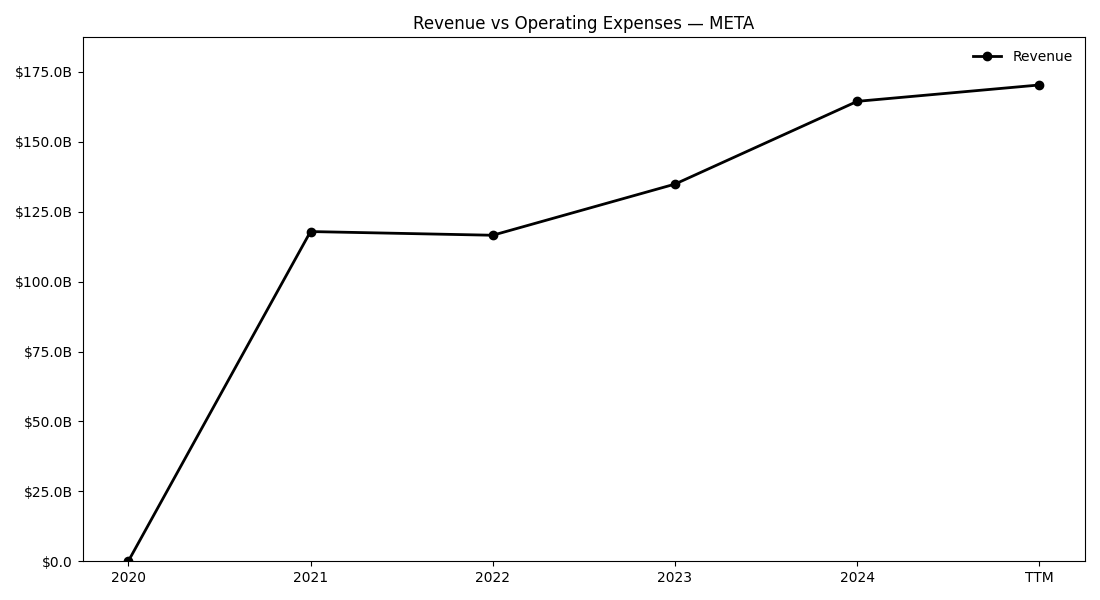 Revenue vs Operating Expenses — META
Revenue
$175.0B
$150.0B
$125.0B
$100.0B
$75.0B
$50.0B
$25.0B
$0.0
2020 2021 2022 2023 2024 TTM